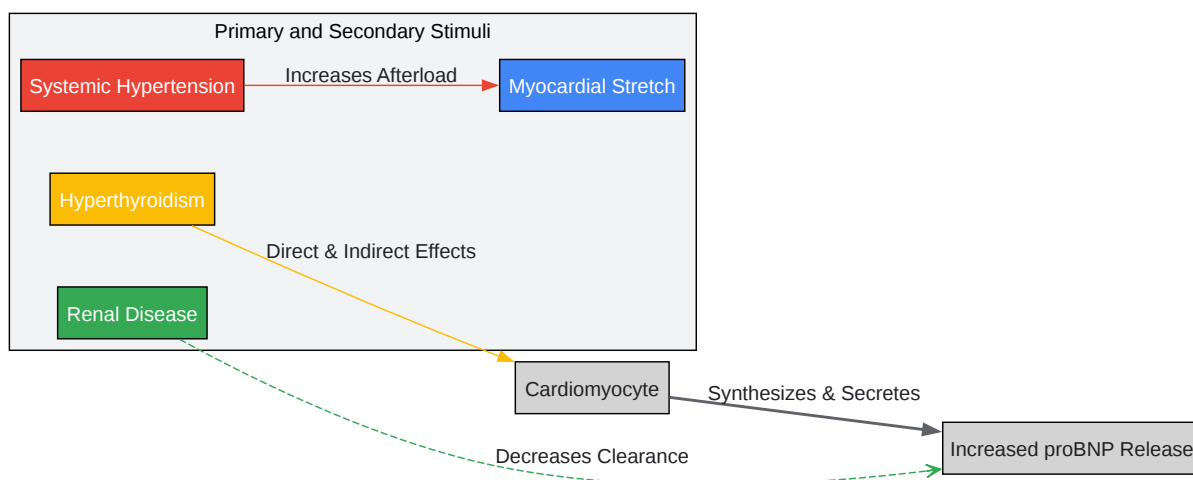 Primary and Secondary Stimuli
Systemic Hypertension
Increases Afterload
Myocardial Stretch
Hyperthyroidism
Direct & Indirect Effects
Renal Disease
Cardiomyocyte
Synthesizes & Secretes
Increased proBNP Release
Decreases Clearance